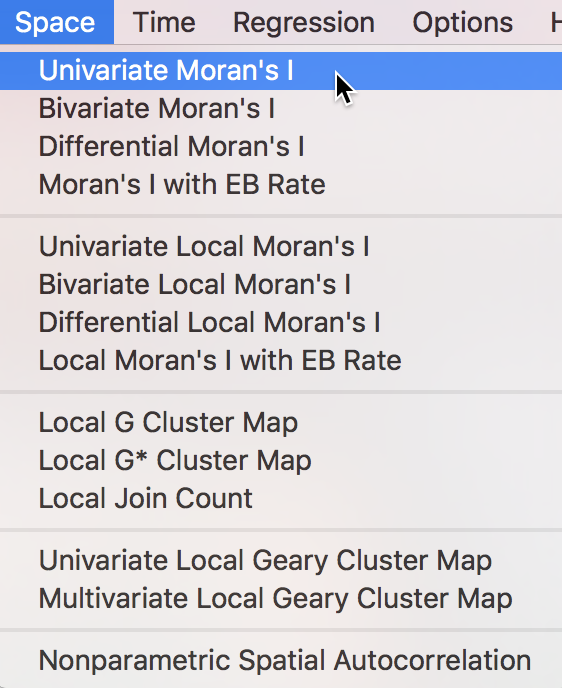 Space Time Regression Options
Univariate Moran's I
Bivariate Moran's I
Differential Moran's I
Moran's I with EB Rate
Univariate Local Moran's I
Bivariate Local Moran's I
Differential Local Moran's I
Local Moran's I with EB Rate
Local G Cluster Map
Local G* Cluster Map
Local Join Count
Univariate Local Geary Cluster Map
Multivariate Local Geary Cluster Map
Nonparametric Spatial Autocorrelation